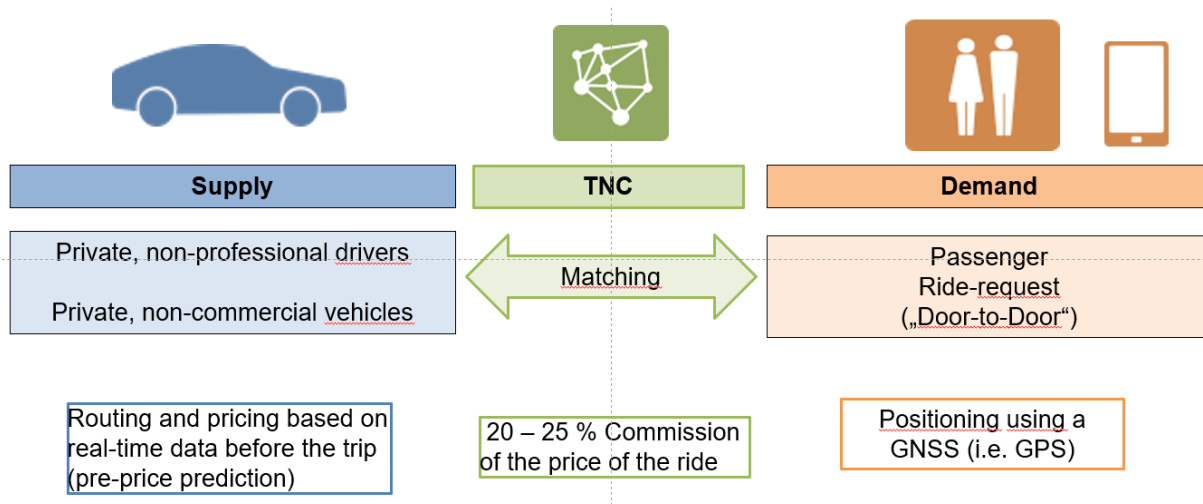 Supply
TNC
Demand
Private, non-professional drivers
Private, non-commercial vehicles
Matching
Passenger
Ride-request
(„Door-to-Door“)
Routing and pricing based on
real-time data before the trip
(pre-price prediction)
20 – 25 % Commission
of the price of the ride
Positioning using a
GNSS (i.e. GPS)